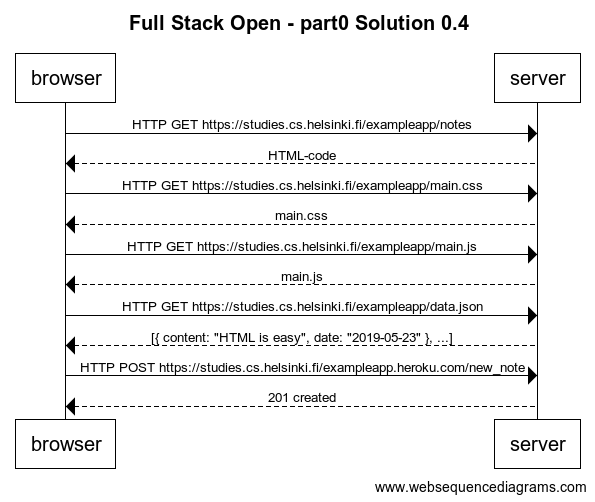 Full Stack Open - part0 Solution 0.4
browser server
HTTP GET https://studies.cs.helsinki.fi/exampleapp/notes
HTML-code
HTTP GET https://studies.cs.helsinki.fi/exampleapp/main.css
main.css
HTTP GET https://studies.cs.helsinki.fi/exampleapp/main.js
main.js
HTTP GET https://studies.cs.helsinki.fi/exampleapp/data.json
[{ content: "HTML is easy", date: "2019-05-23" }, ...]
HTTP POST https://studies.cs.helsinki.fi/exampleapp.heroku.com/new_note
201 created
browser server
www.websequencediagrams.com